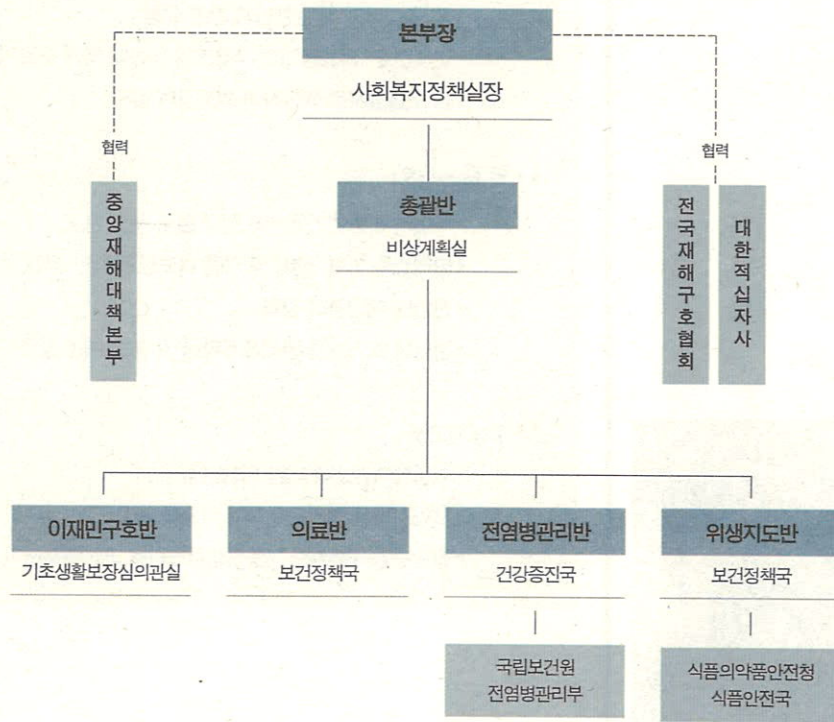 본부장
사회복지정책실장
협력
협력
중앙재해대책본부
총괄반
비상계획실
전국재해구호협회
대한적십자사
이재민구호반
의료반
전염병관리반
위생지도반
기초생활보장심의관실
보건정책국
건강증진국
보건정책국
국립보건원
전염병관리부
식품의약품안전청
식품안전국